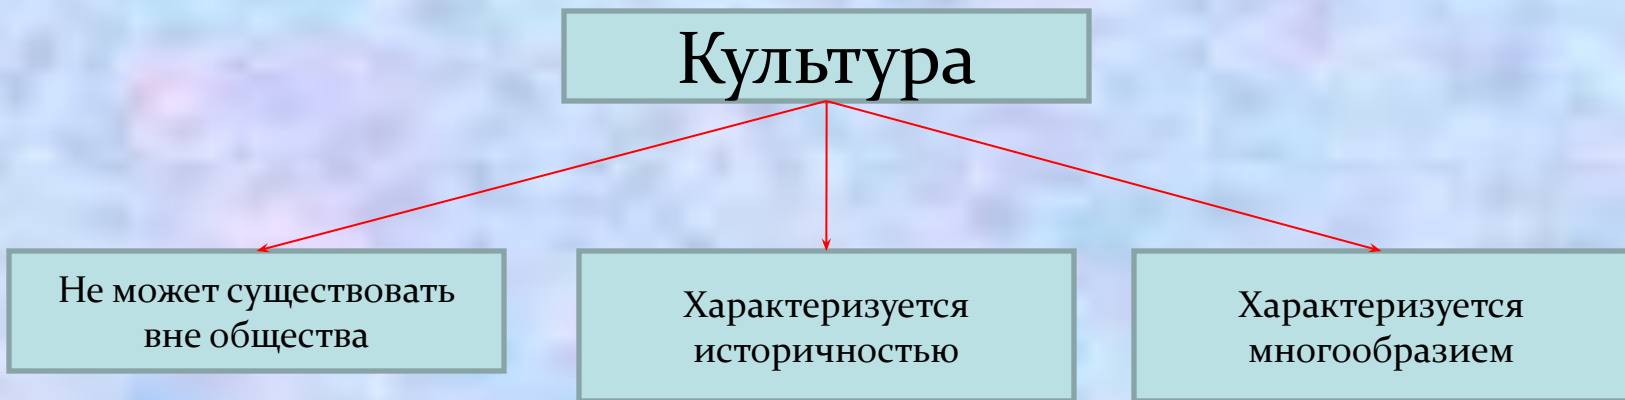 Культура
Не может существовать
вне общества
Характеризуется
историчностью
Характеризуется
многообразием